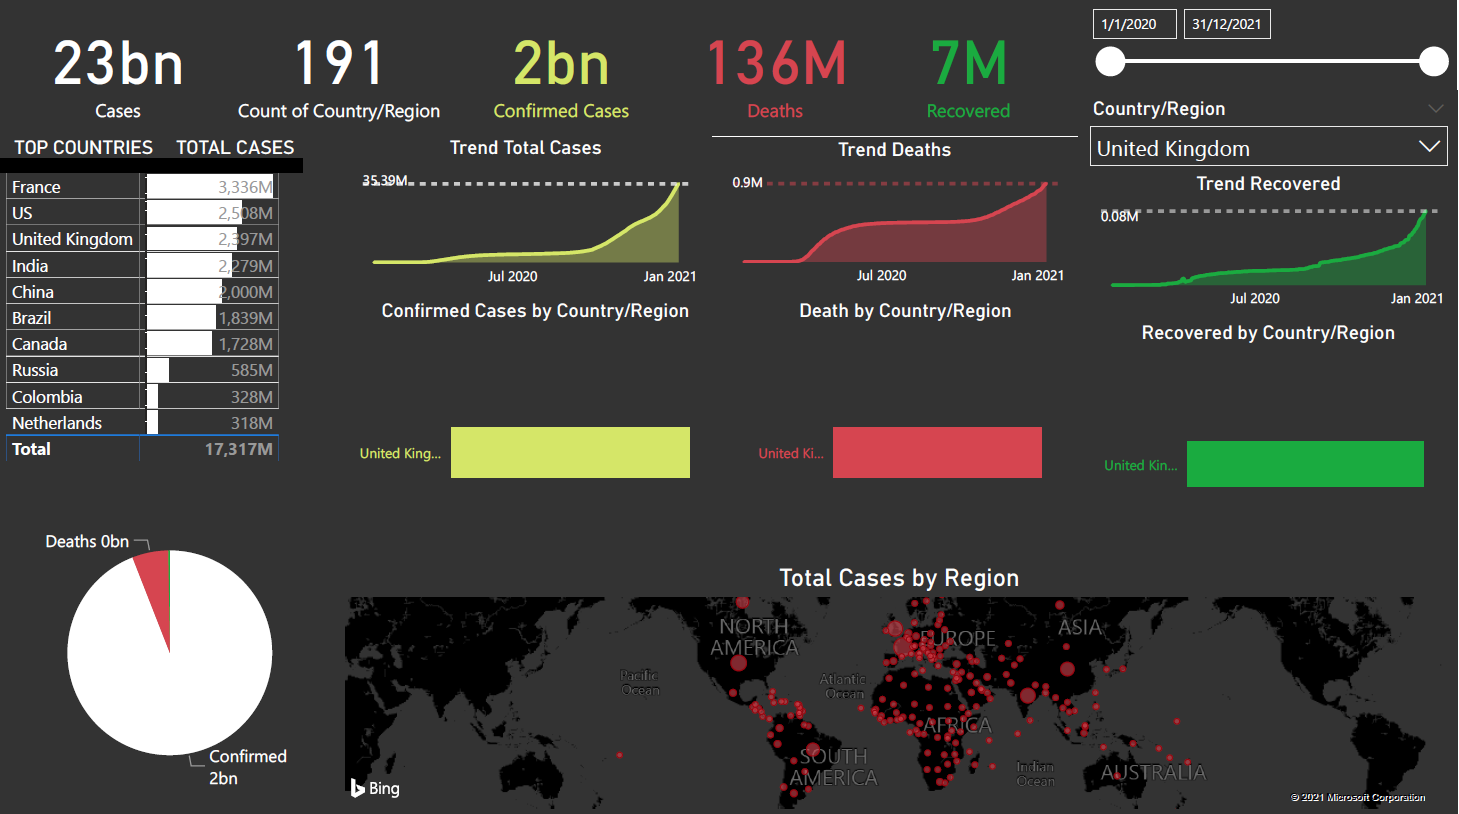 23bn
Cases
191
Count of Country/Region
2bn
Confirmed Cases
136M
Deaths
7M
Recovered
1/1/2020
31/12/2021
Country/Region
United Kingdom
TOP COUNTRIES TOTAL CASES
France 3,336M
US 2,508M
United Kingdom 2,397M
India 2,279M
China 2,000M
Brazil 1,839M
Canada 1,728M
Russia 585M
Colombia 328M
Netherlands 318M
Total 17,317M
Trend Total Cases
35.39M
Jul 2020 Jan 2021
Trend Deaths
0.9M
Jul 2020 Jan 2021
Trend Recovered
0.08M
Jul 2020 Jan 2021
Confirmed Cases by Country/Region
United King...
Death by Country/Region
United Ki...
Recovered by Country/Region
United Kin...
Deaths 0bn
Confirmed
2bn
Total Cases by Region
NORTH
AMERICA
EUROPE
ASIA
Pacific
Ocean
Atlantic
Ocean
AFRICA
SOUTH
AMERICA
Indian
Ocean
AUSTRALIA
Bing
© 2021 Microsoft Corporation